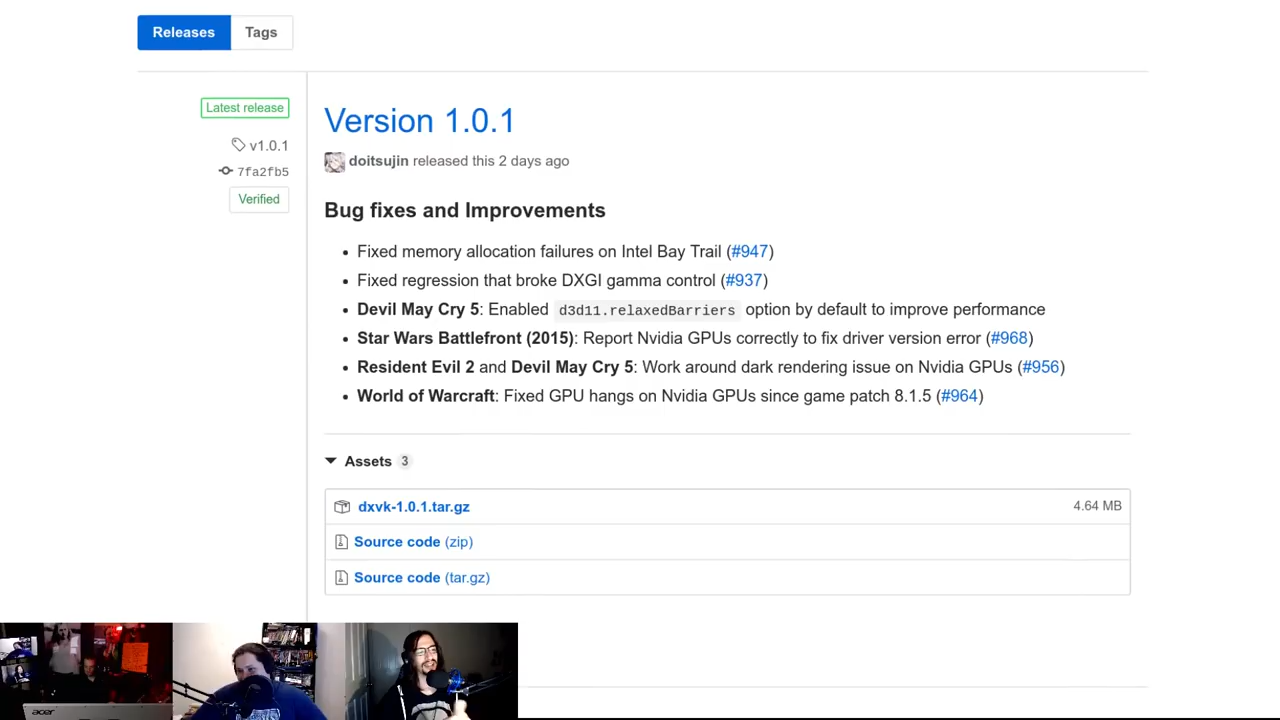 Releases
Tags
Latest release
v1.0.1
7fa2fb5
Verified
Version 1.0.1
doitsujin released this 2 days ago
Bug fixes and Improvements
• Fixed memory allocation failures on Intel Bay Trail (#947)
• Fixed regression that broke DXGI gamma control (#937)
• Devil May Cry 5: Enabled d3d11.relaxedBarriers option by default to improve performance
• Star Wars Battlefront (2015): Report Nvidia GPUs correctly to fix driver version error (#968)
• Resident Evil 2 and Devil May Cry 5: Work around dark rendering issue on Nvidia GPUs (#956)
• World of Warcraft: Fixed GPU hangs on Nvidia GPUs since game patch 8.1.5 (#964)
Assets 3
dxvk-1.0.1.tar.gz
4.64 MB
Source code (zip)
Source code (tar.gz)
acer